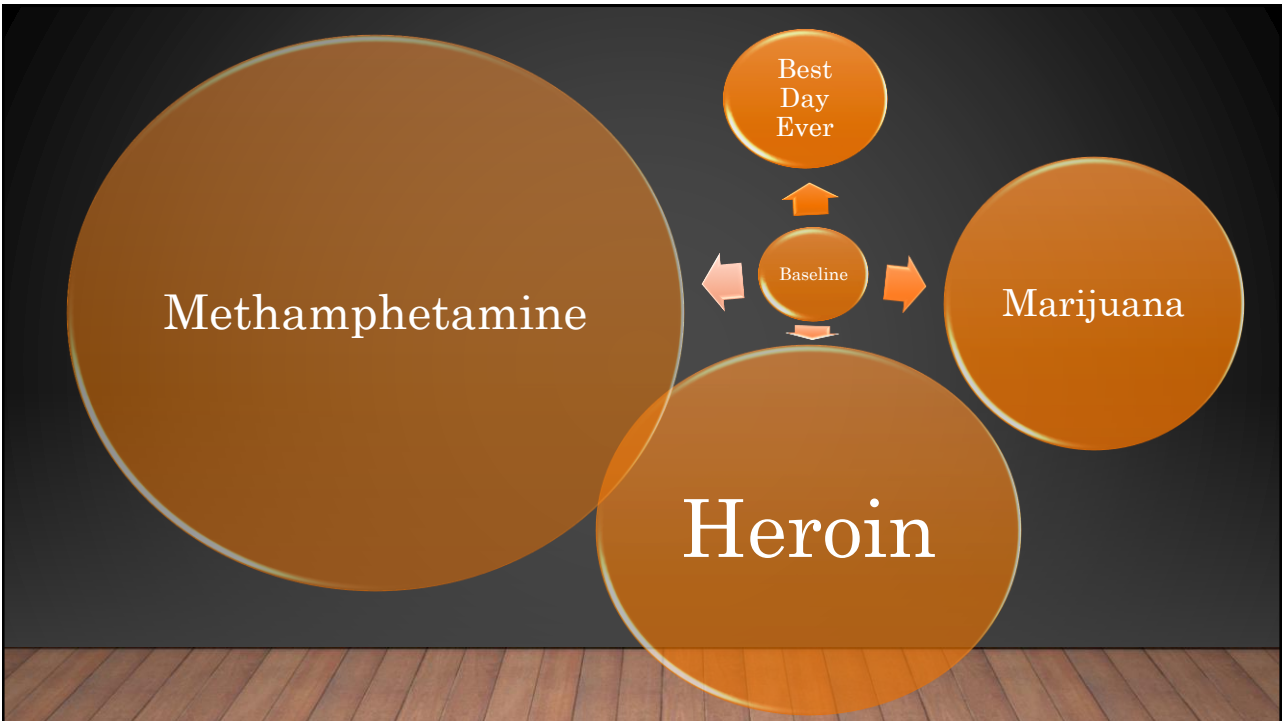 Best
Day
Ever
Baseline
Methamphetamine
Marijuana
Heroin